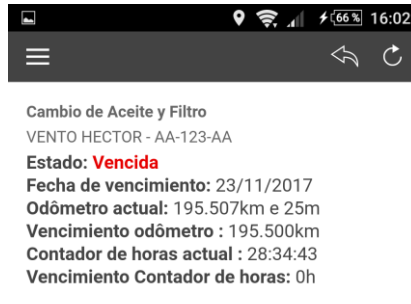 66 % 16:02
Cambio de Aceite y Filtro
VENTO HECTOR - AA-123-AA
Estado: Vencida
Fecha de vencimiento: 23/11/2017
Odômetro actual: 195.507km e 25m
Vencimiento odômetro : 195.500km
Contador de horas actual : 28:34:43
Vencimiento Contador de horas: 0h